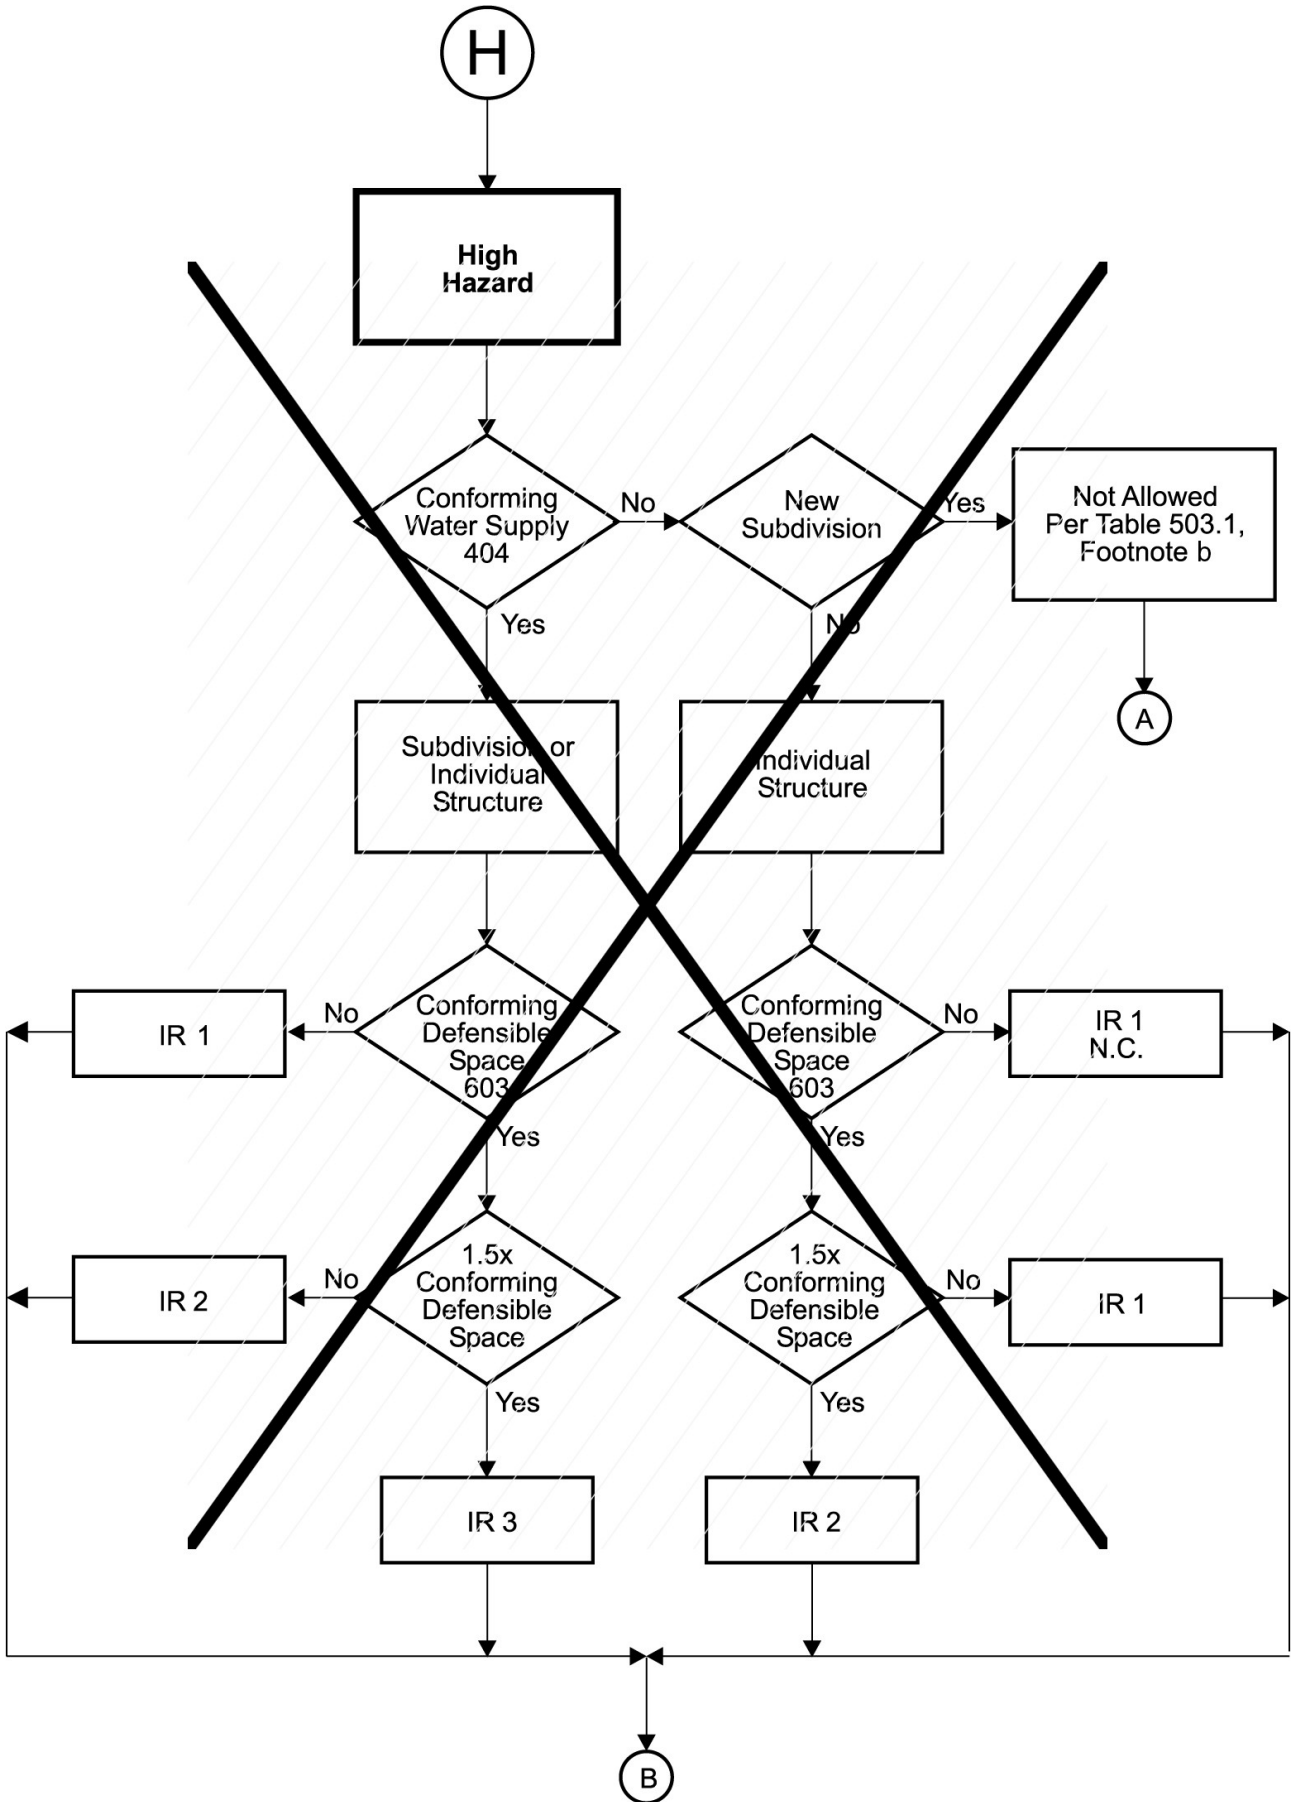 H
High
Hazard
Conforming
Water Supply
404
No
New
Subdivision
Yes
Not Allowed
Per Table 503.1,
Footnote b
Yes
No
A
Subdivision or
Individual
Structure
Individual
Structure
IR 1
No
Conforming
Defensible
Space
603
Conforming
Defensible
Space
603
No
IR 1
N.C.
Yes
Yes
IR 2
No
1.5x
Conforming
Defensible
Space
1.5x
Conforming
Defensible
Space
No
IR 1
Yes
Yes
IR 3
IR 2
B